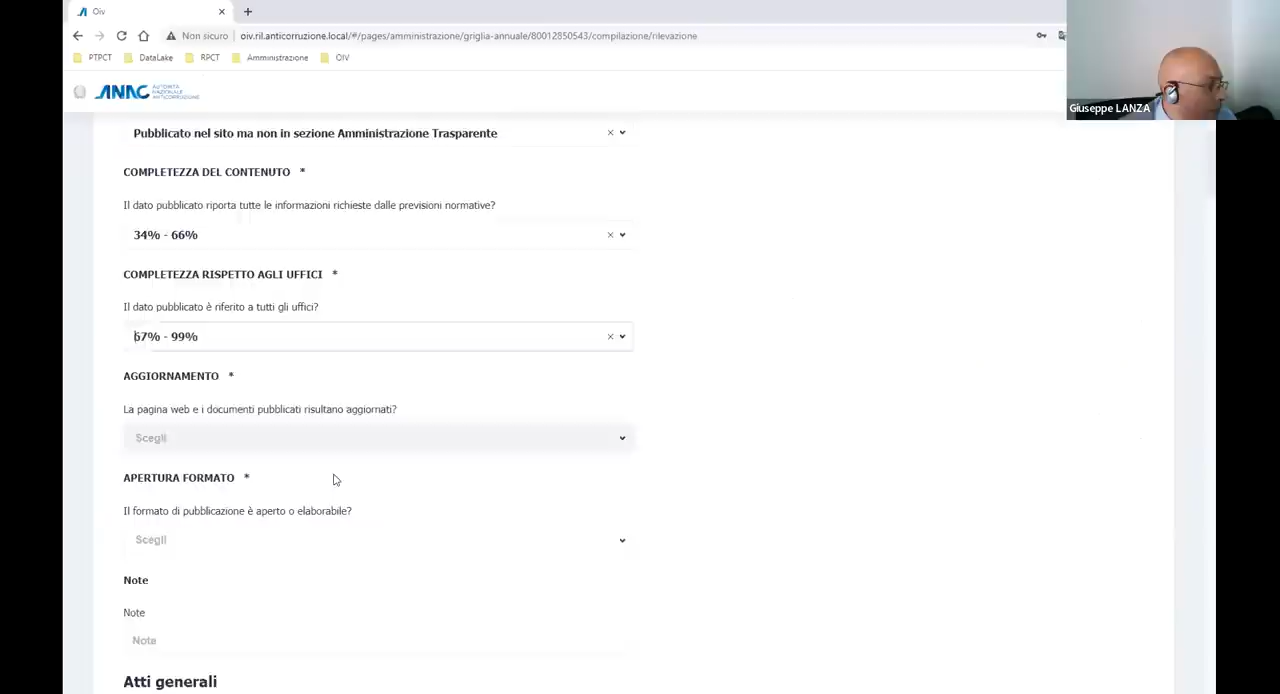 Oiv
Non sicuro
oiv.ril.anticorruzione.local/#/pages/amministrazione/griglia-annuale/80012850543/compilazione/rilevazione
PTPCT DataLake RPCT Amministrazione OIV
ANAC AUTORITÀ NAZIONALE ANTICORRUZIONE
Giuseppe LANZA
Pubblicato nel sito ma non in sezione Amministrazione Trasparente
COMPLETEZZA DEL CONTENUTO *
Il dato pubblicato riporta tutte le informazioni richieste dalle previsioni normative?
34% - 66%
COMPLETEZZA RISPETTO AGLI UFFICI *
Il dato pubblicato è riferito a tutti gli uffici?
67% - 99%
AGGIORNAMENTO *
La pagina web e i documenti pubblicati risultano aggiornati?
Scegli
APERTURA FORMATO *
Il formato di pubblicazione è aperto o elaborabile?
Scegli
Note
Note
Note
Atti generali